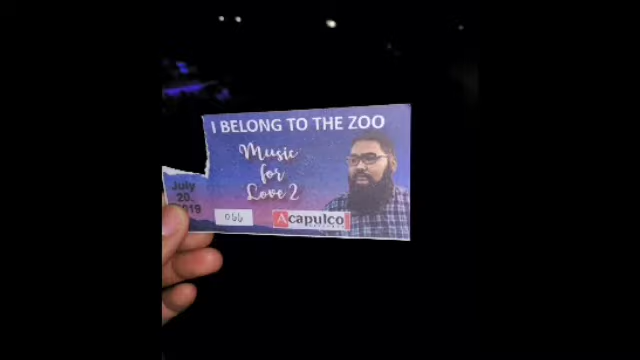 I BELONG TO THE ZOO
Music
for
Love 2
July
20,
2019
066
Acapulco